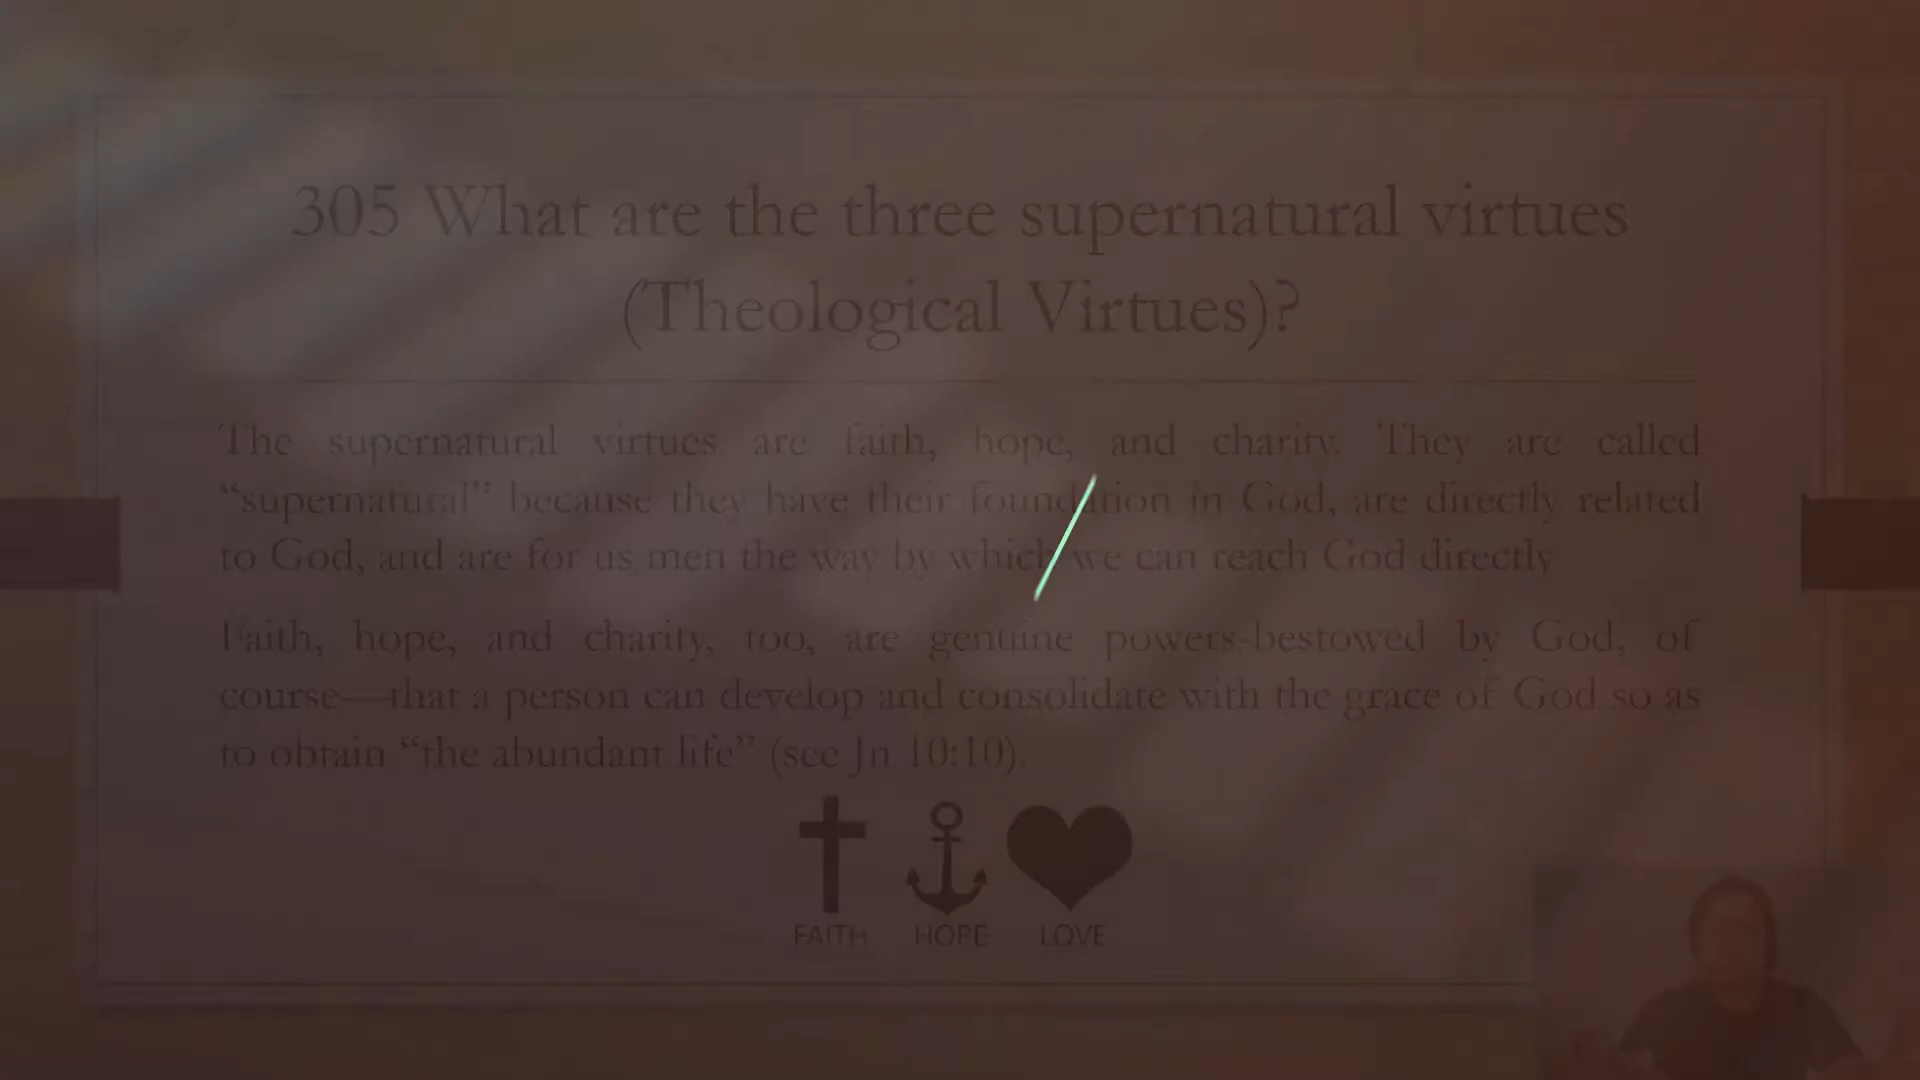 305 What are the three supernatural virtues
(Theological Virtues)?
The supernatural virtues are faith, hope, and charity. They are called
“supernatural” because they have their foundation in God, are directly related
to God, and are for us men the way by which we can reach God directly
Faith, hope, and charity, too, are genuine powers-bestowed by God, of
course—that a person can develop and consolidate with the grace of God so as
to obtain “the abundant life” (see Jn 10:10).
FAITH HOPE LOVE